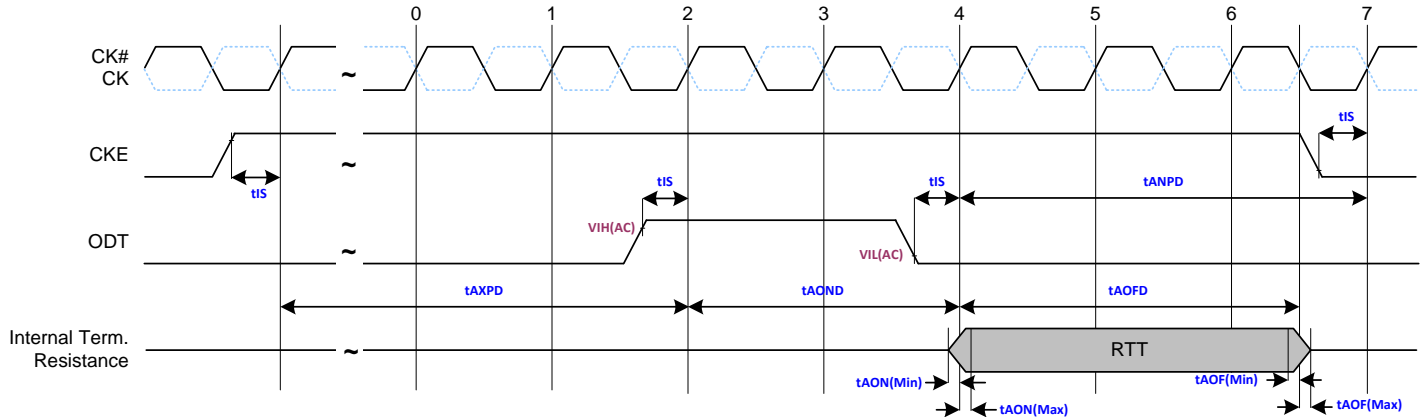 0 1 2 3 4 5 6 7
CK#
CK
~
CKE
~
tIS
tIS
tIS
tIS
tANPD
ODT
~
VIH(AC)
VIL(AC)
tAXPD
tAOND
tAOFD
Internal Term.
Resistance
~
RTT
tAON(Min)
tAOF(Min)
tAON(Max)
tAOF(Max)